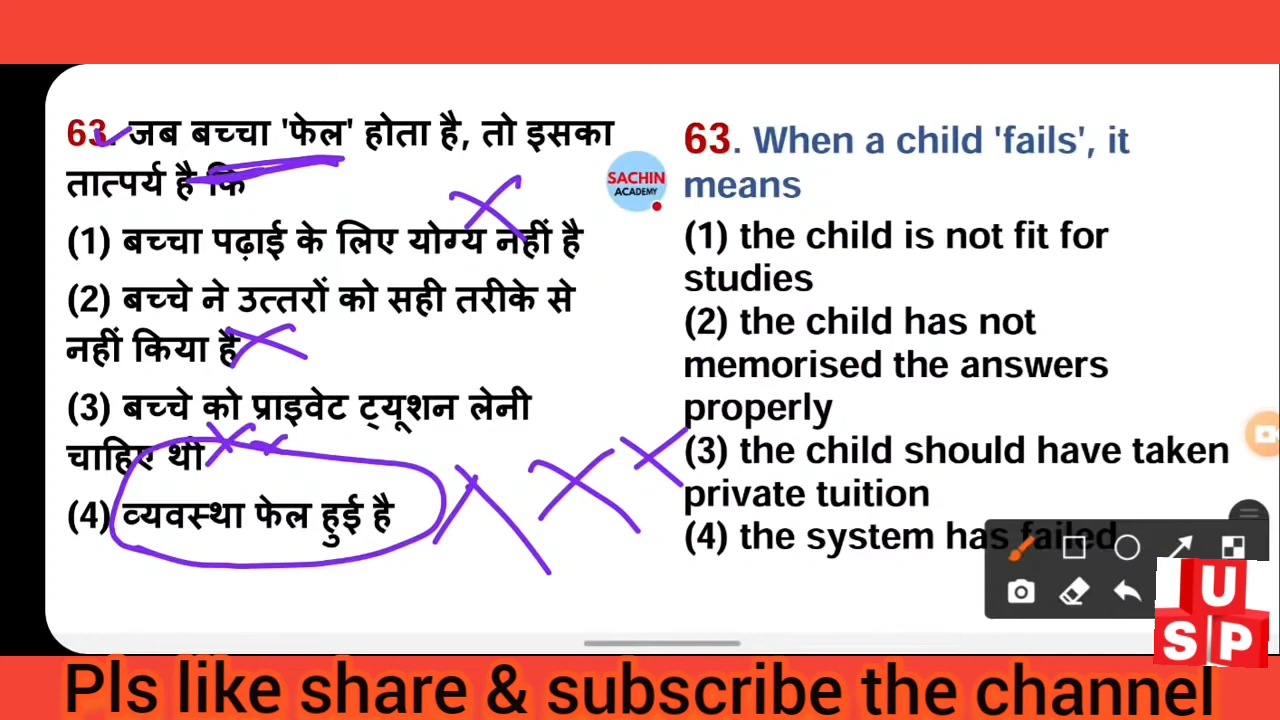 63. जब बच्चा 'फेल' होता है, तो इसका
तात्पर्य है कि
(1) बच्चा पढ़ाई के लिए योग्य नहीं है
(2) बच्चे ने उत्तरों को सही तरीके से
नहीं किया है
(3) बच्चे को प्राइवेट ट्यूशन लेनी
चाहिए थी
(4) व्यवस्था फेल हुई है
SACHIN
ACADEMY
63. When a child 'fails', it
means
(1) the child is not fit for
studies
(2) the child has not
memorised the answers
properly
(3) the child should have taken
private tuition
(4) the system has failed
U
S P
Pls like share & subscribe the channel